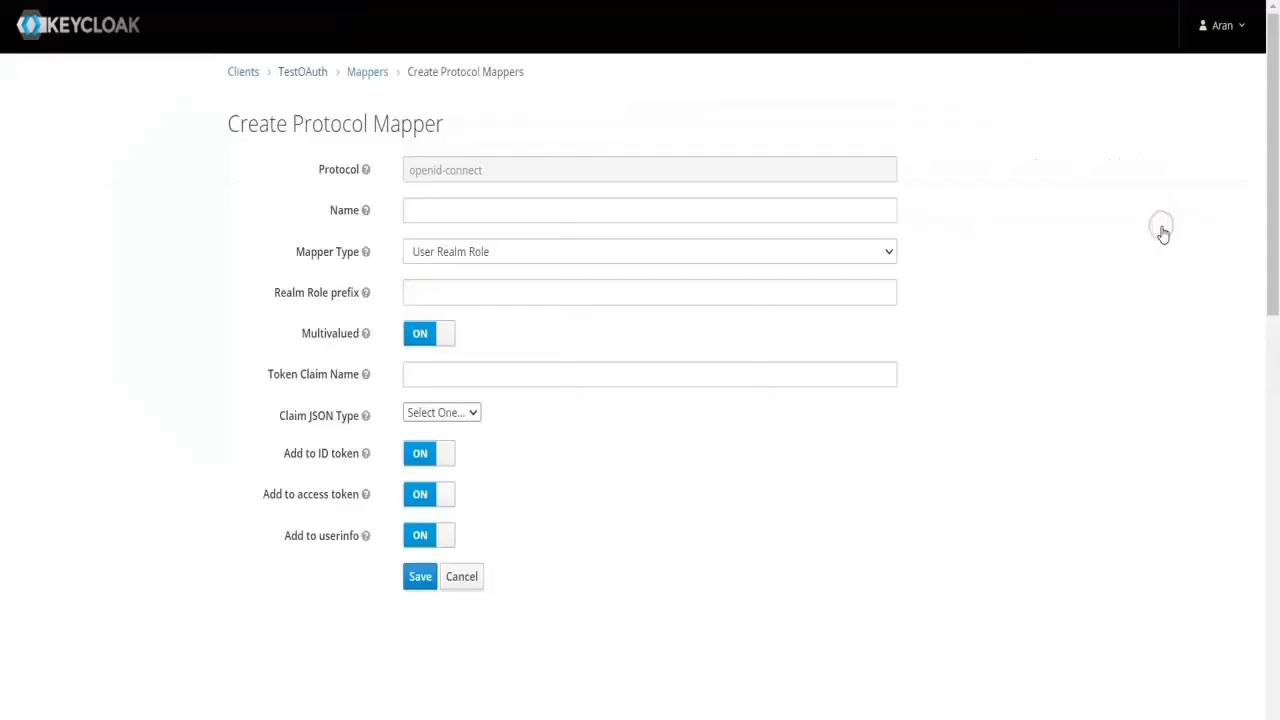 KEYCLOAK
Aran
Clients › TestOAuth › Mappers › Create Protocol Mappers
Create Protocol Mapper
Protocol openid-connect
Name
Mapper Type User Realm Role
Realm Role prefix
Multivalued ON
Token Claim Name
Claim JSON Type Select One...
Add to ID token ON
Add to access token ON
Add to userinfo ON
Save Cancel